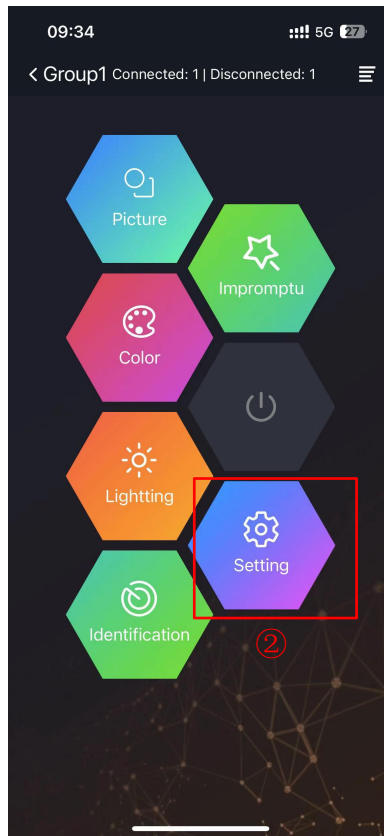 09:34
5G 27
Group1 Connected: 1 | Disconnected: 1
Picture
Impromptu
Color
Lightting
Setting
Identification
②